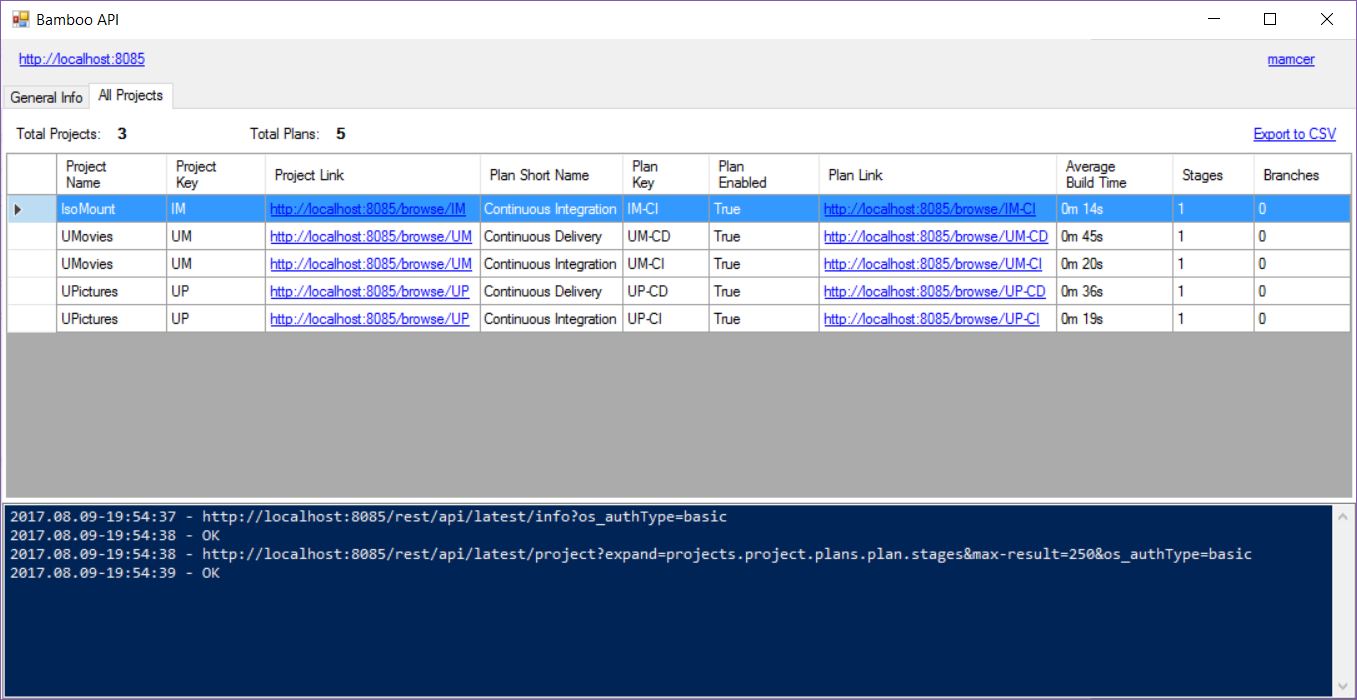 Bamboo API
http://localhost:8085 mamcer
General Info All Projects
Total Projects: 3 Total Plans: 5 Export to CSV
Project Name Project Key Project Link Plan Short Name Plan Key Plan Enabled Plan Link Average Build Time Stages Branches
IsoMount IM http://localhost:8085/browse/IM Continuous Integration IM-CI True http://localhost:8085/browse/IM-CI 0m 14s 1 0
UMovies UM http://localhost:8085/browse/UM Continuous Delivery UM-CD True http://localhost:8085/browse/UM-CD 0m 45s 1 0
UMovies UM http://localhost:8085/browse/UM Continuous Integration UM-CI True http://localhost:8085/browse/UM-CI 0m 20s 1 0
UPictures UP http://localhost:8085/browse/UP Continuous Delivery UP-CD True http://localhost:8085/browse/UP-CD 0m 36s 1 0
UPictures UP http://localhost:8085/browse/UP Continuous Integration UP-CI True http://localhost:8085/browse/UP-CI 0m 19s 1 0
2017.08.09-19:54:37 - http://localhost:8085/rest/api/latest/info?os_authType=basic
2017.08.09-19:54:38 - OK
2017.08.09-19:54:38 - http://localhost:8085/rest/api/latest/project?expand=projects.project.plans.plan.stages&max-result=250&os_authType=basic
2017.08.09-19:54:39 - OK